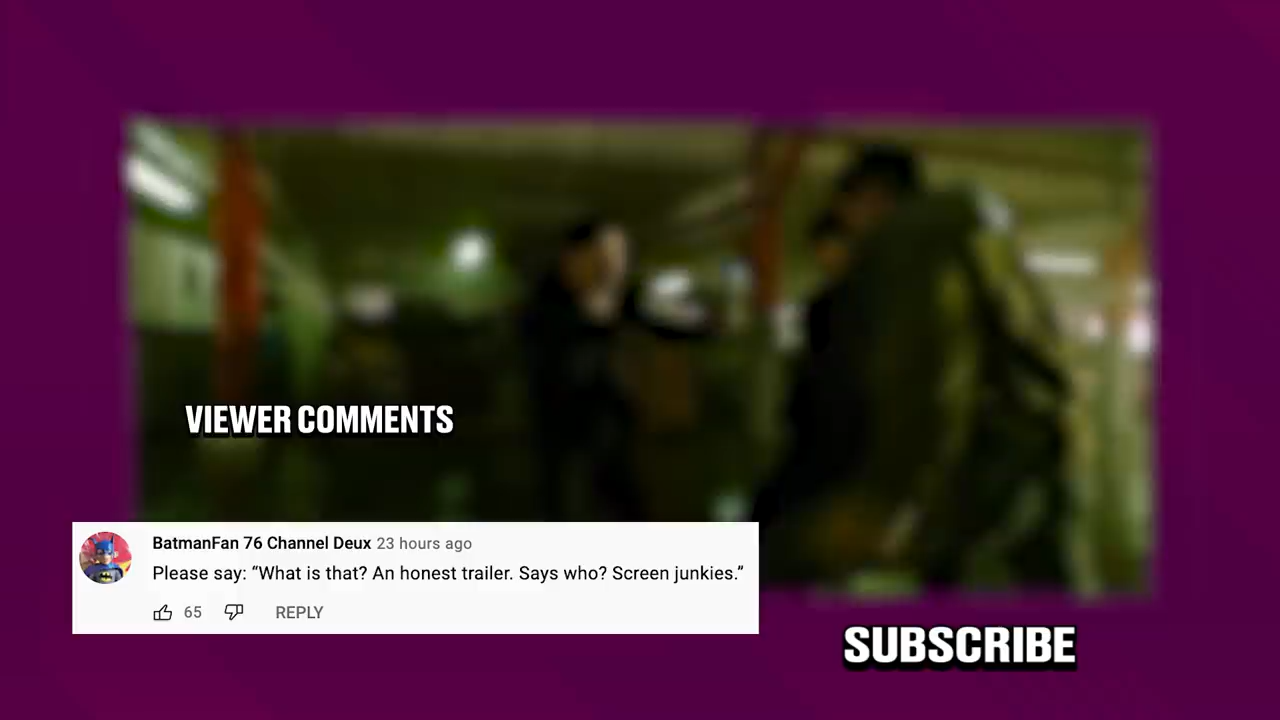 VIEWER COMMENTS
BatmanFan 76 Channel Deux 23 hours ago
Please say: “What is that? An honest trailer. Says who? Screen junkies.”
65 REPLY
SUBSCRIBE